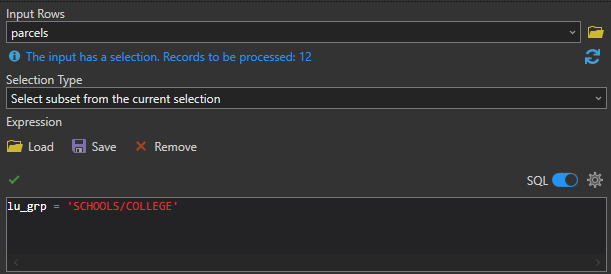 Input Rows
parcels
The input has a selection. Records to be processed: 12
Selection Type
Select subset from the current selection
Expression
Load Save Remove
SQL
lu_grp = 'SCHOOLS/COLLEGE'